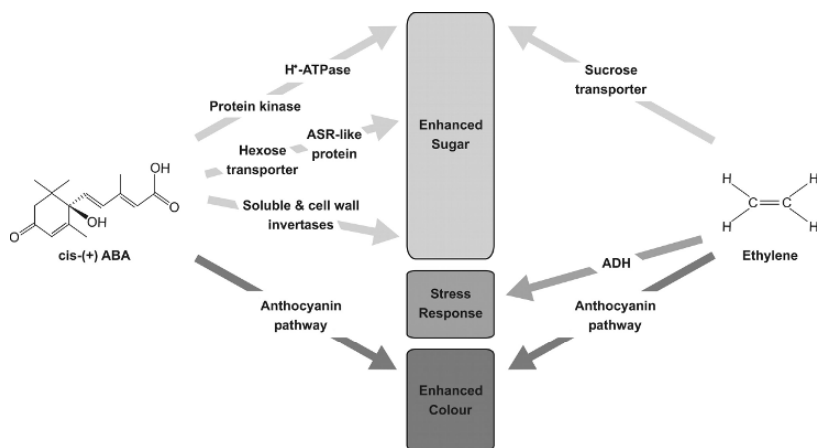 H⁺-ATPase
Protein kinase
ASR-like
protein
Hexose
transporter
Soluble & cell wall
invertases
Anthocyanin
pathway
OH
O
OH
O
cis-(+) ABA
Enhanced
Sugar
Stress
Response
Enhanced
Colour
Sucrose
transporter
ADH
Anthocyanin
pathway
H
H
C=C
H
H
Ethylene